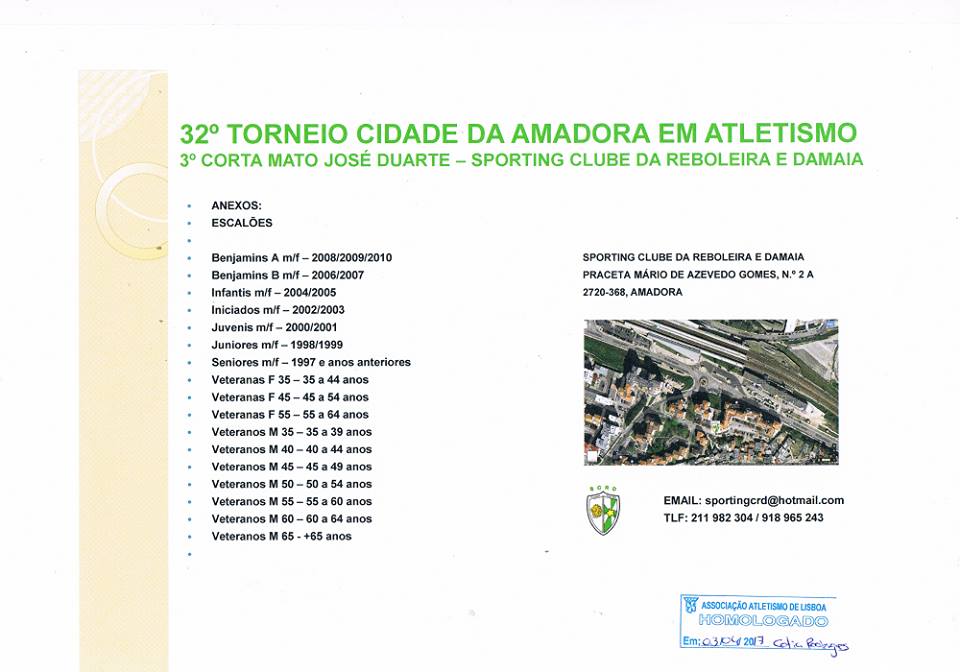 32º TORNEIO CIDADE DA AMADORA EM ATLETISMO
3º CORTA MATO JOSÉ DUARTE – SPORTING CLUBE DA REBOLEIRA E DAMAIA
ANEXOS:
ESCALÕES
Benjamins A m/f – 2008/2009/2010
Benjamins B m/f – 2006/2007
Infantis m/f – 2004/2005
Iniciados m/f – 2002/2003
Juvenis m/f – 2000/2001
Juniores m/f – 1998/1999
Seniores m/f – 1997 e anos anteriores
Veteranas F 35 – 35 a 44 anos
Veteranas F 45 – 45 a 54 anos
Veteranas F 55 – 55 a 64 anos
Veteranos M 35 – 35 a 39 anos
Veteranos M 40 – 40 a 44 anos
Veteranos M 45 – 45 a 49 anos
Veteranos M 50 – 50 a 54 anos
Veteranos M 55 – 55 a 60 anos
Veteranos M 60 – 60 a 64 anos
Veteranos M 65 - +65 anos
SPORTING CLUBE DA REBOLEIRA E DAMAIA
PRACETA MÁRIO DE AZEVEDO GOMES, N.º 2 A
2720-368, AMADORA
SCRD
EMAIL: sportingcrd@hotmail.com
TLF: 211 982 304 / 918 965 243
ASSOCIAÇÃO ATLETISMO DE LISBOA
HOMOLOGADO
Em: 03/04/2017